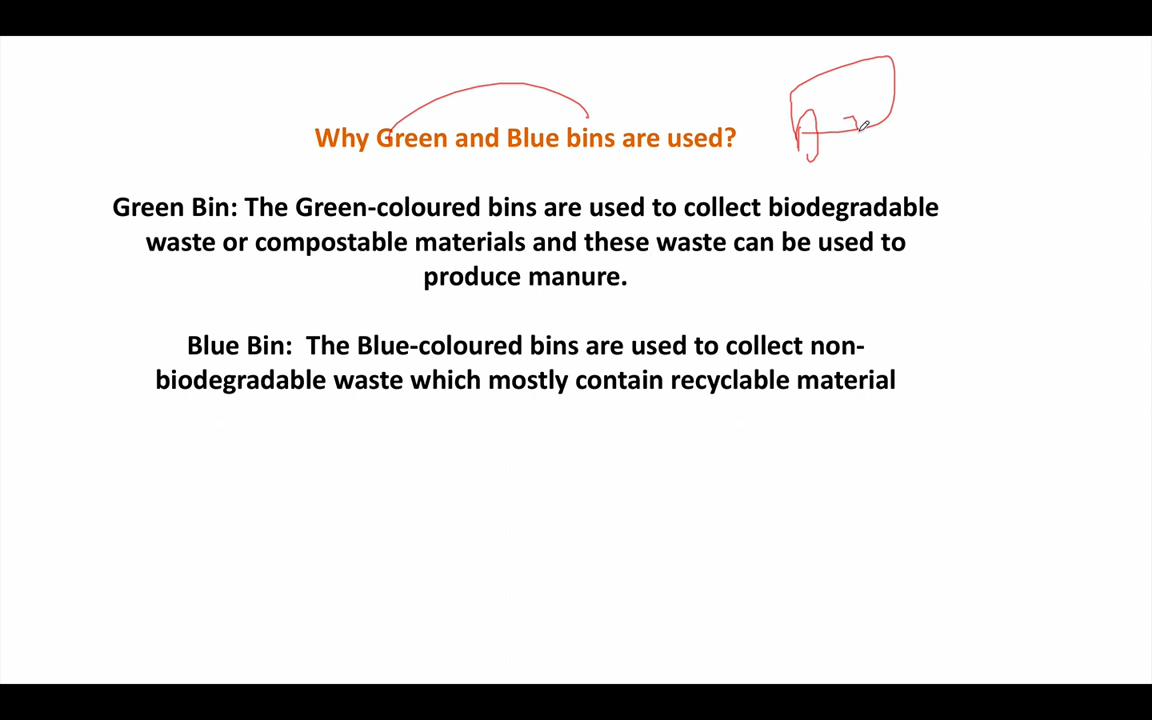 Why Green and Blue bins are used?
Green Bin: The Green-coloured bins are used to collect biodegradable
waste or compostable materials and these waste can be used to
produce manure.
Blue Bin:  The Blue-coloured bins are used to collect non-
biodegradable waste which mostly contain recyclable material